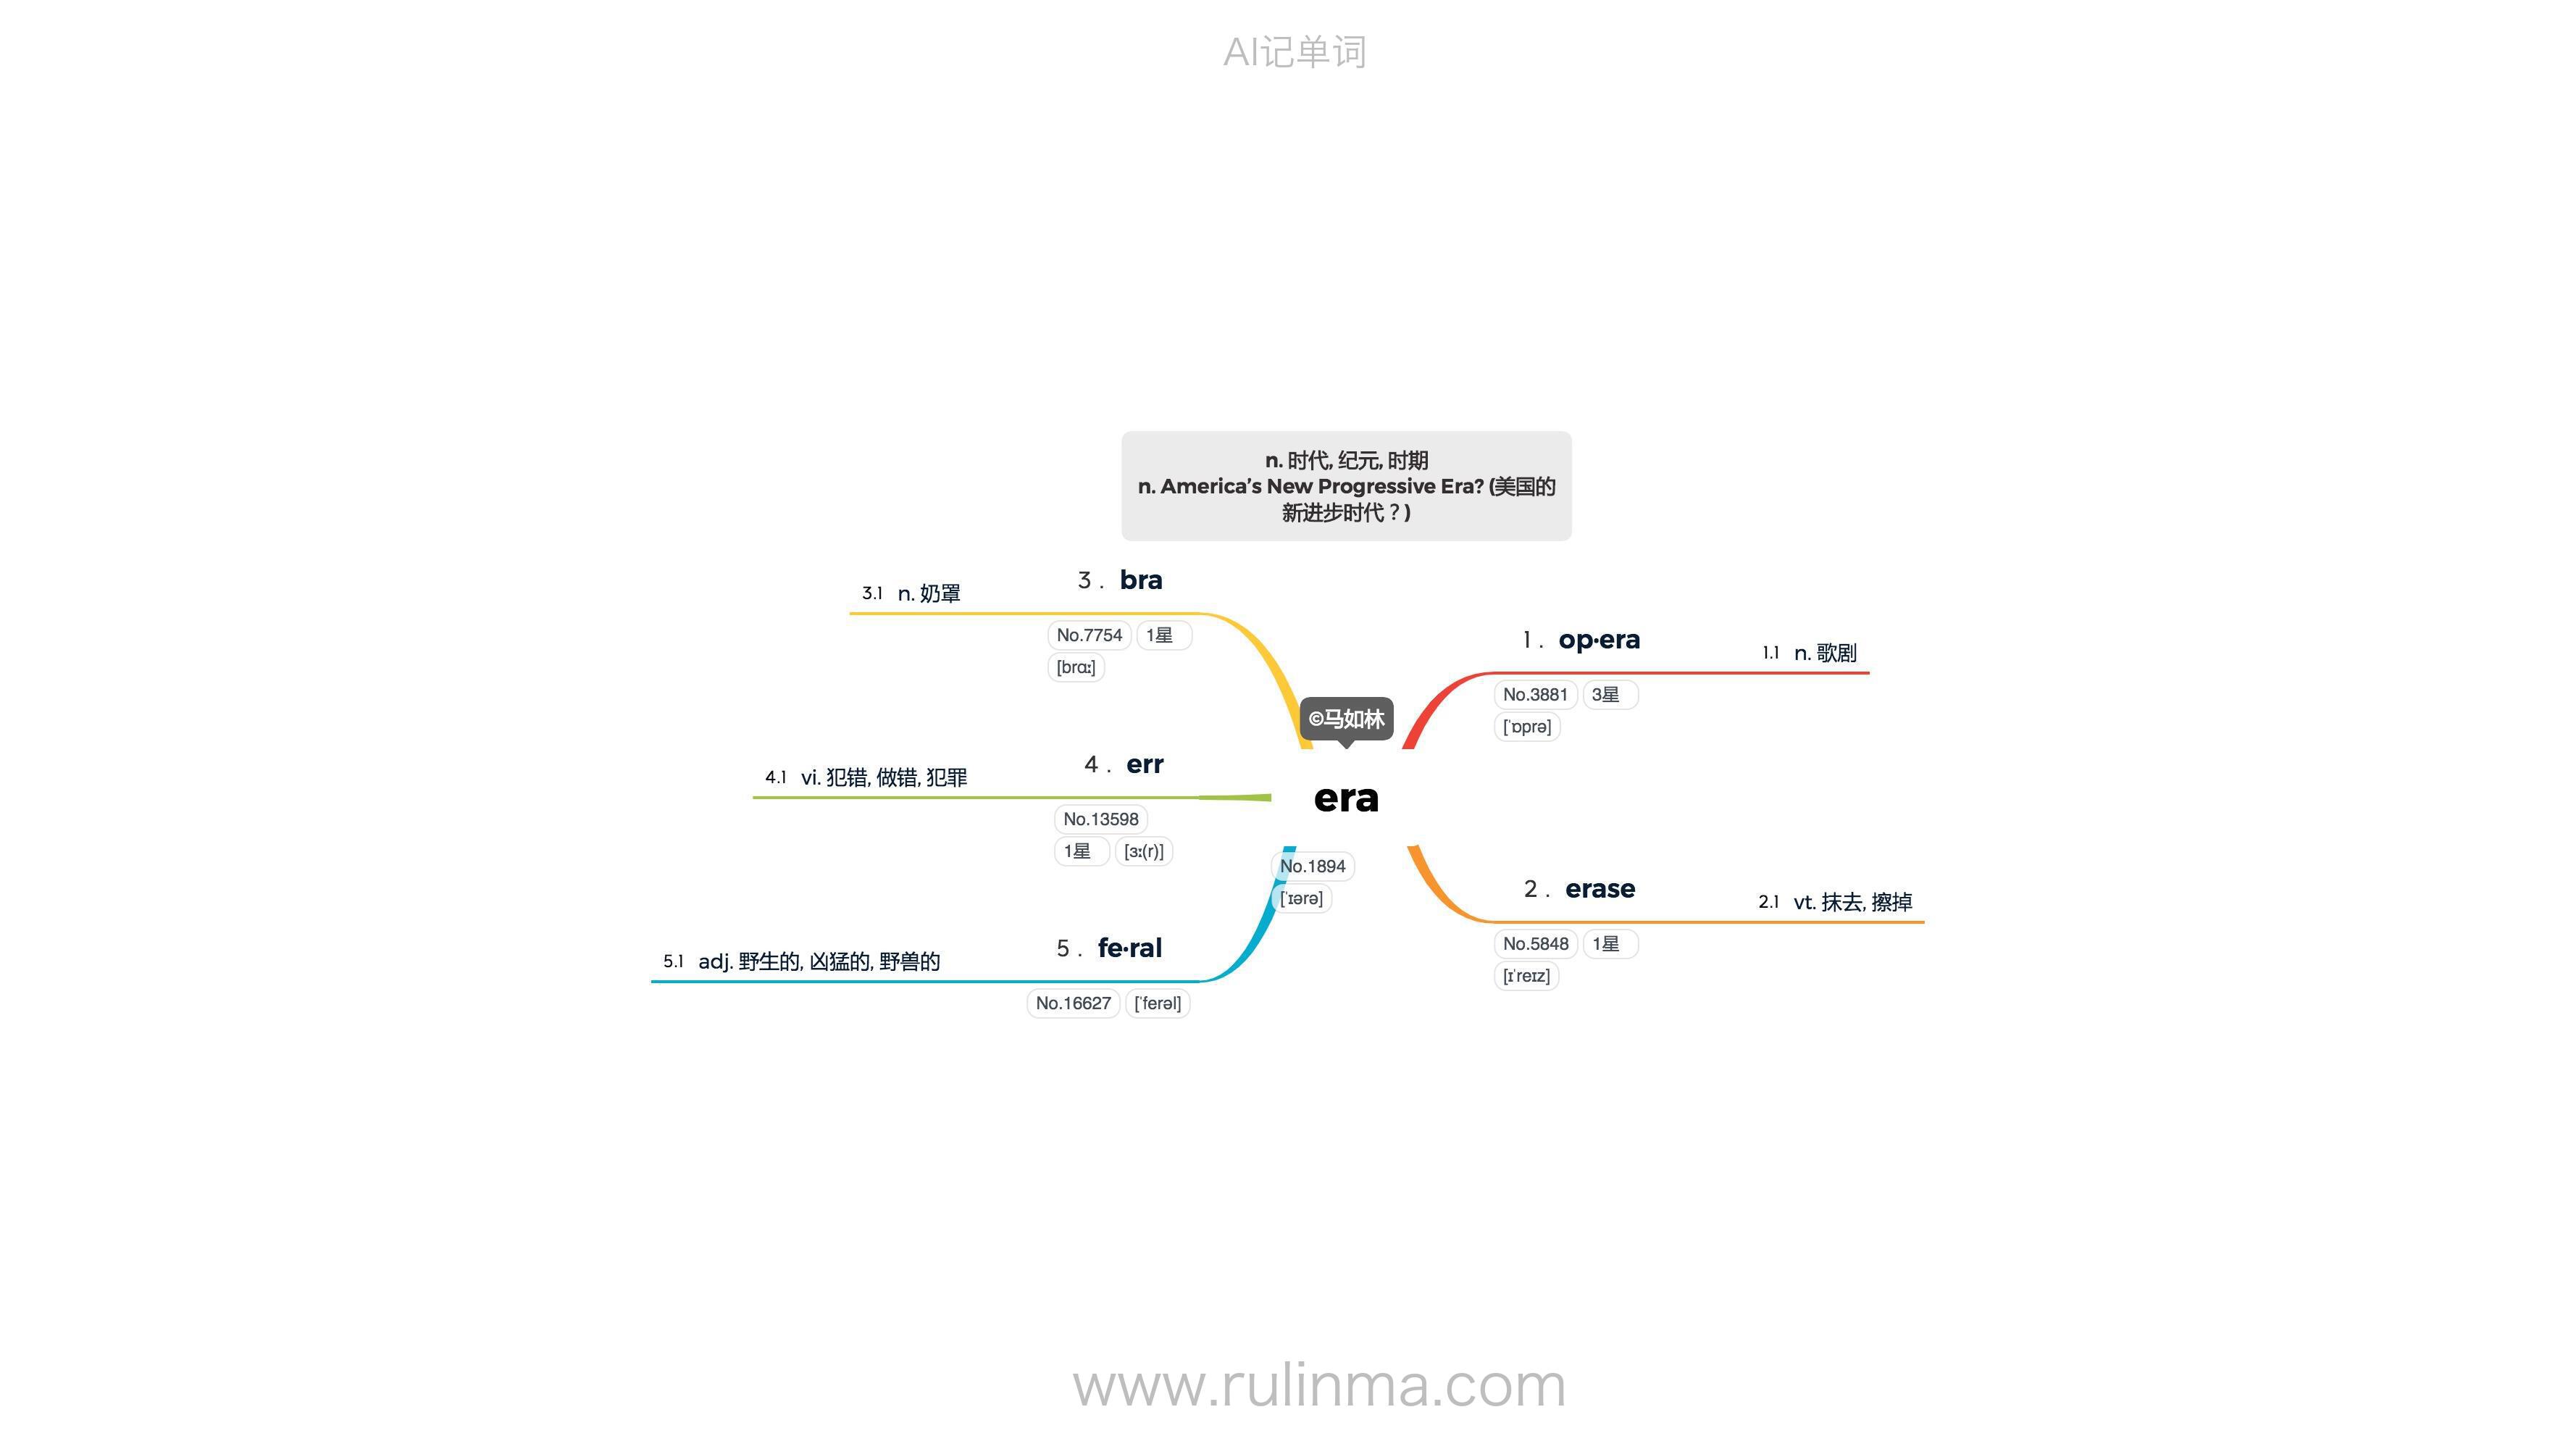 AI记单词
n. 时代, 纪元, 时期
n. America’s New Progressive Era? (美国的
新进步时代？)
3 . bra
3.1 n. 奶罩
No.7754 1星
[brɑː]
1 . op·era
1.1 n. 歌剧
No.3881 3星
[ˈɒprə]
©马如林
4 . err
4.1 vi. 犯错, 做错, 犯罪
No.13598
1星 [ɜː(r)]
era
No.1894
[ˈɪərə]
2 . erase
2.1 vt. 抹去, 擦掉
No.5848 1星
[ɪˈreɪz]
5 . fe·ral
5.1 adj. 野生的, 凶猛的, 野兽的
No.16627 [ˈferəl]
www.rulinma.com